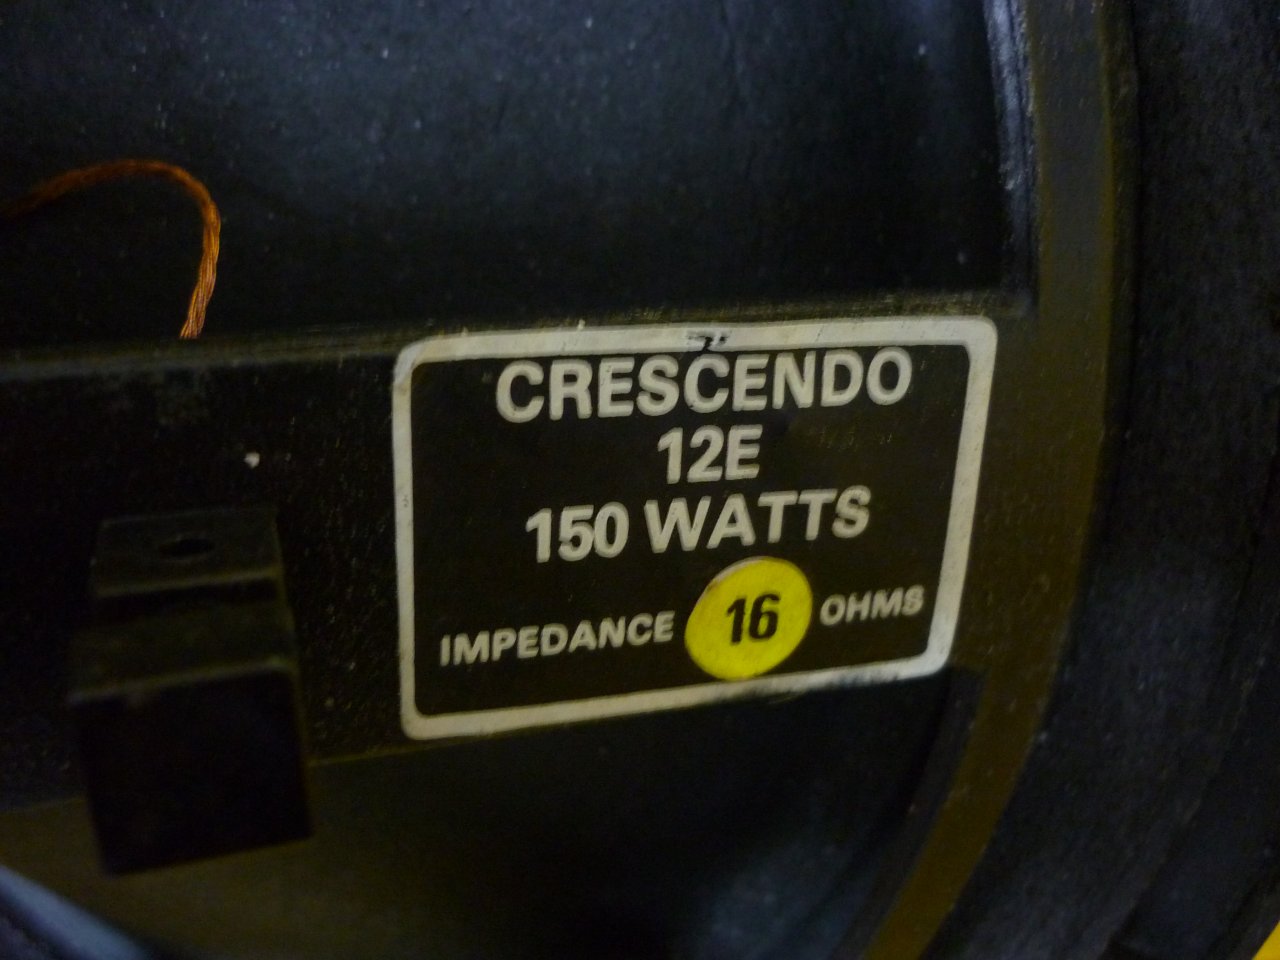 CRESCENDO
12E
150 WATTS
IMPEDANCE 16 OHMS